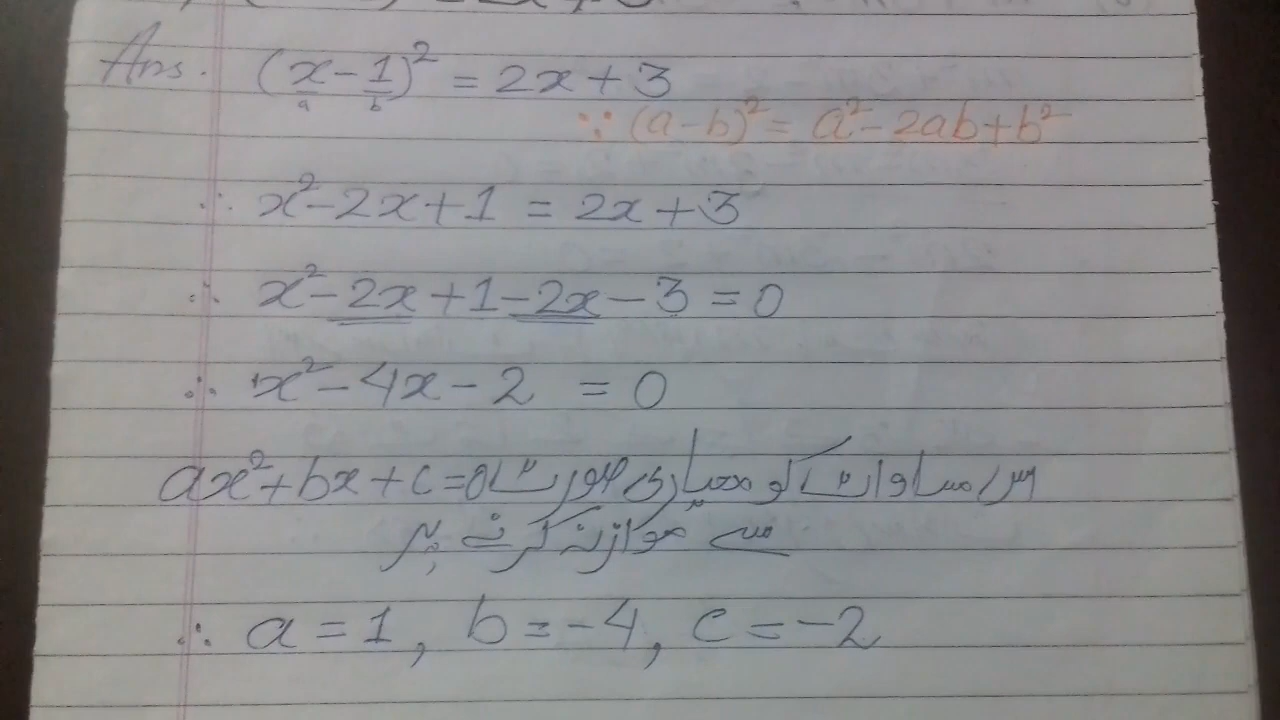 Ans. (x - 1)² = 2x + 3
a b
∵ (a - b)² = a² - 2ab + b²
∴ x² - 2x + 1 = 2x + 3
∴ x² - 2x + 1 - 2x - 3 = 0
∴ x² - 4x - 2 = 0
اس مساوات کو معیاری صورت ax² + bx + c = 0
سے موازنہ کرنے پر
∴ a = 1, b = -4, c = -2